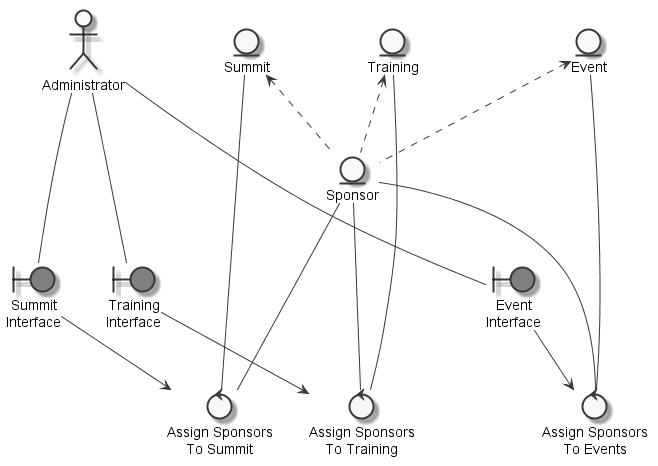 Administrator
Summit
Training
Event
Sponsor
Summit
Interface
Training
Interface
Event
Interface
Assign Sponsors
To Summit
Assign Sponsors
To Training
Assign Sponsors
To Events